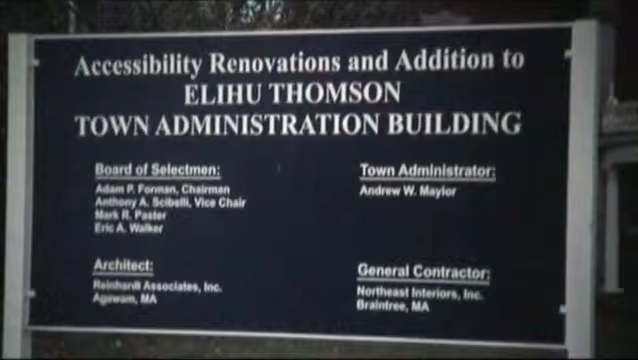 Accessibility Renovations and Addition to
ELIHU THOMSON
TOWN ADMINISTRATION BUILDING
Board of Selectmen:
Adam P. Forman, Chairman
Anthony A. Scibelli, Vice Chair
Mark R. Paster
Eric A. Walker
Town Administrator:
Andrew W. Maylor
Architect:
Reinhardt Associates, Inc.
Agawam, MA
General Contractor:
Northeast Interiors, Inc.
Braintree, MA